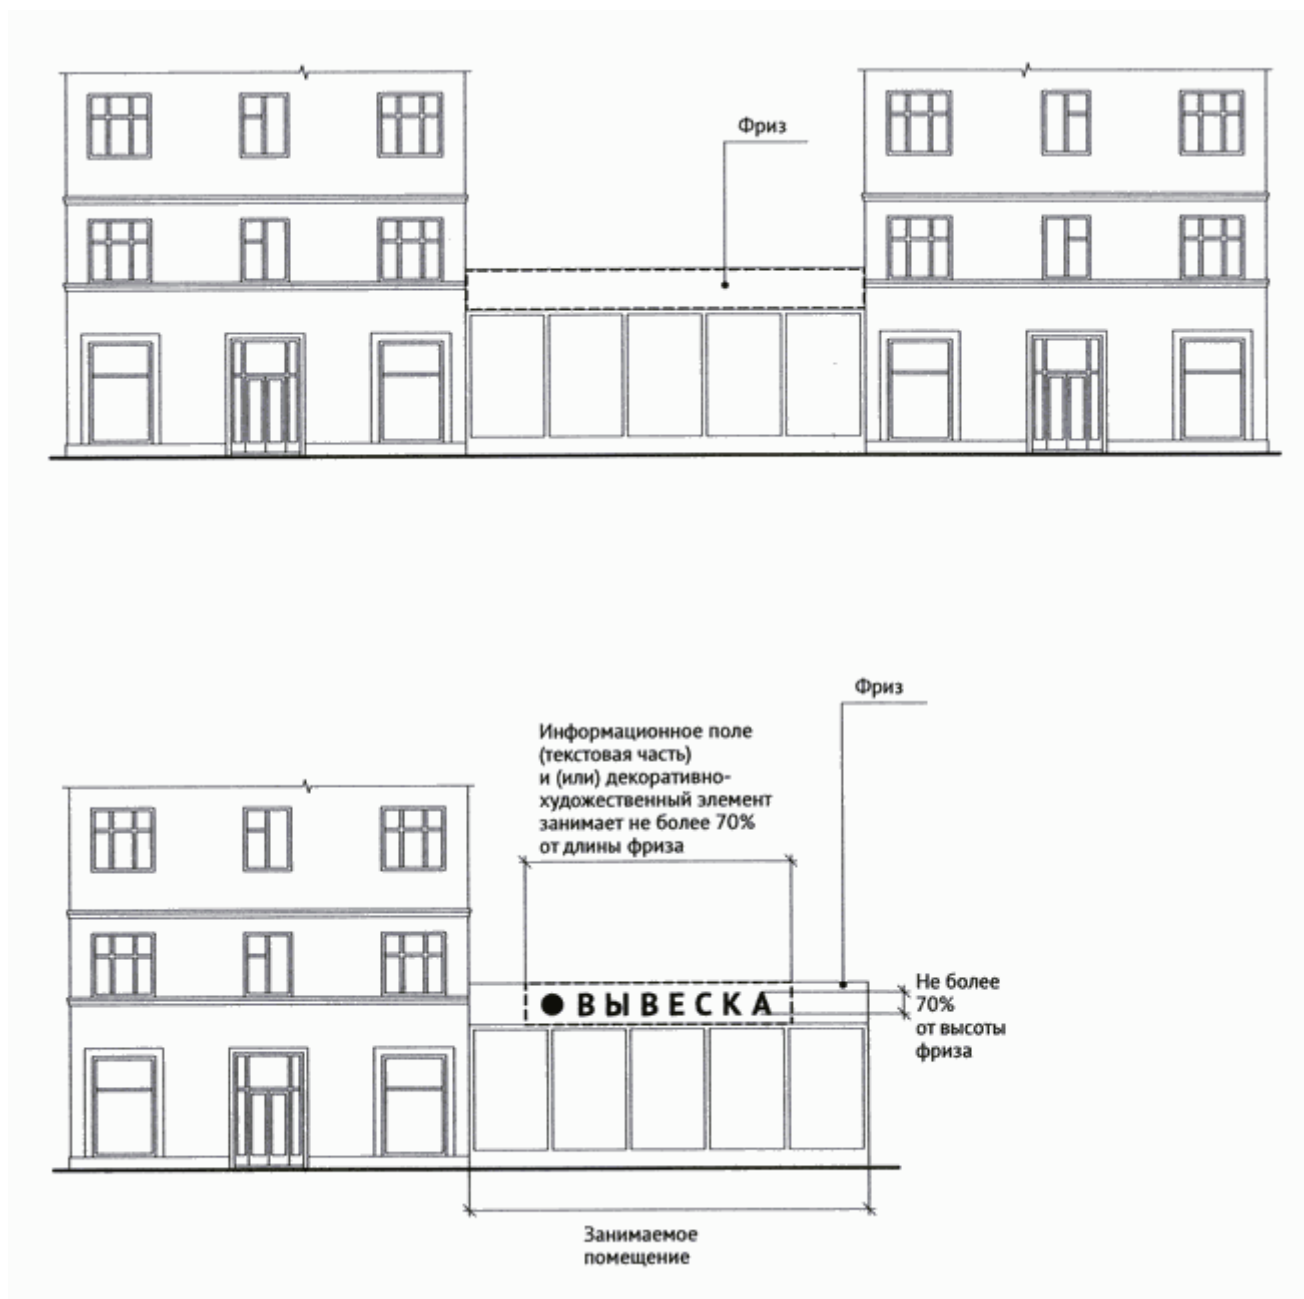 Фриз
Фриз
Информационное поле
(текстовая часть)
и (или) декоративно-
художественный элемент
занимает не более 70%
от длины фриза
ВЫВЕСКА
Не более
70%
от высоты
фриза
Занимаемое
помещение